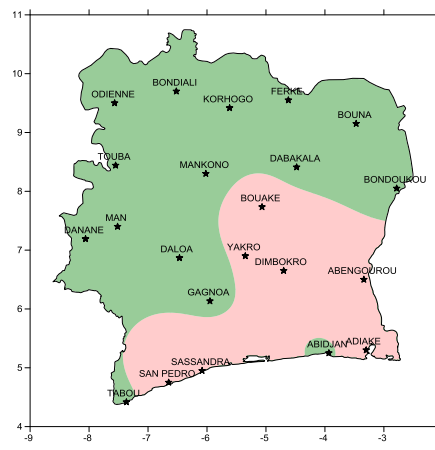 11
10
9
8
7
6
5
4
BONDIALI
ODIENNE
FERKE
KORHOGO
BOUNA
TOUBA
DABAKALA
MANKONO
BONDOUKOU
BOUAKE
MAN
DANANE
DALOA
YAKRO
DIMBOKRO
ABENGOUROU
GAGNOA
ABIDJAN
ADIAKE
SASSANDRA
SAN PEDRO
TABOU
-9 -8 -7 -6 -5 -4 -3